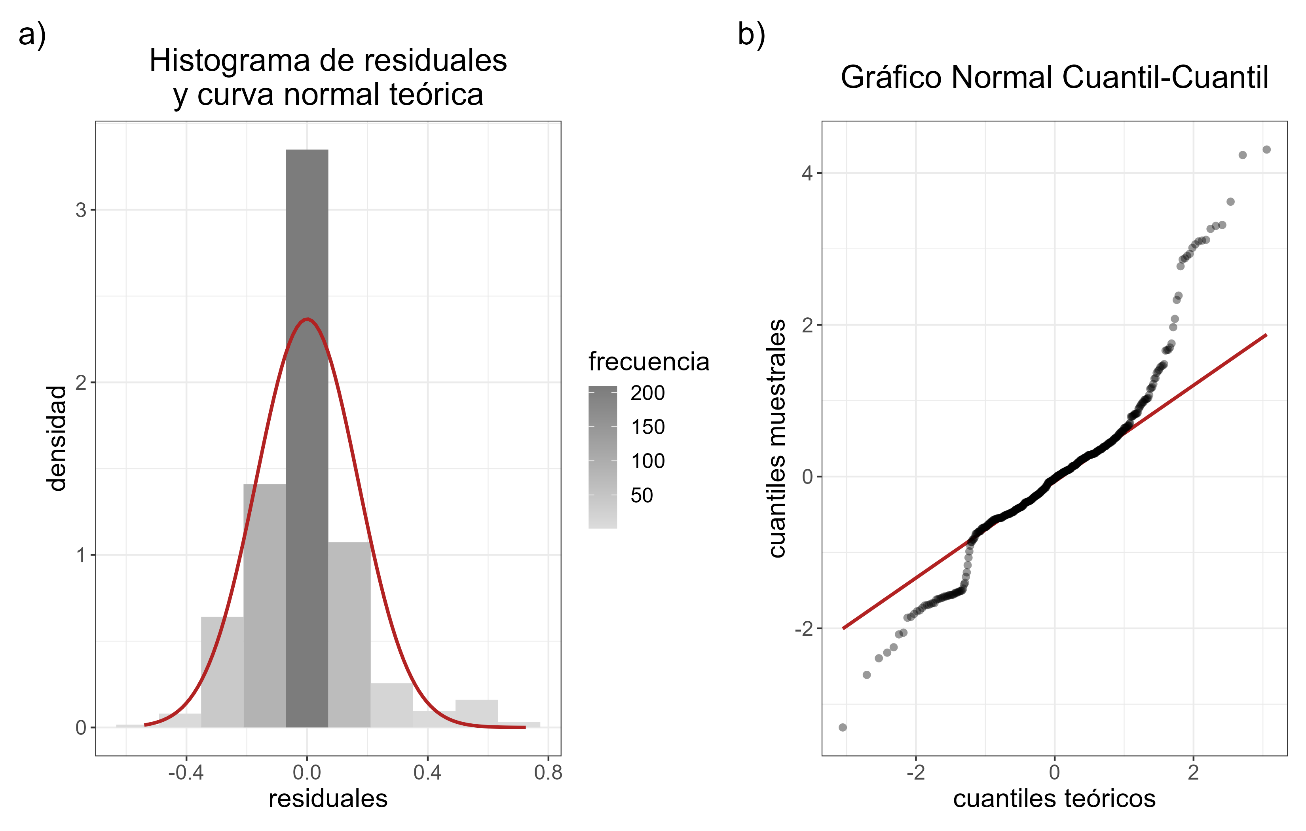 a)
Histograma de residuales
y curva normal teórica
densidad
3
2
1
0
-0.4
0.0
0.4
0.8
residuales
frecuencia
200
150
100
50
b)
Gráfico Normal Cuantil-Cuantil
cuantiles muestrales
4
2
0
-2
-2
0
2
cuantiles teóricos